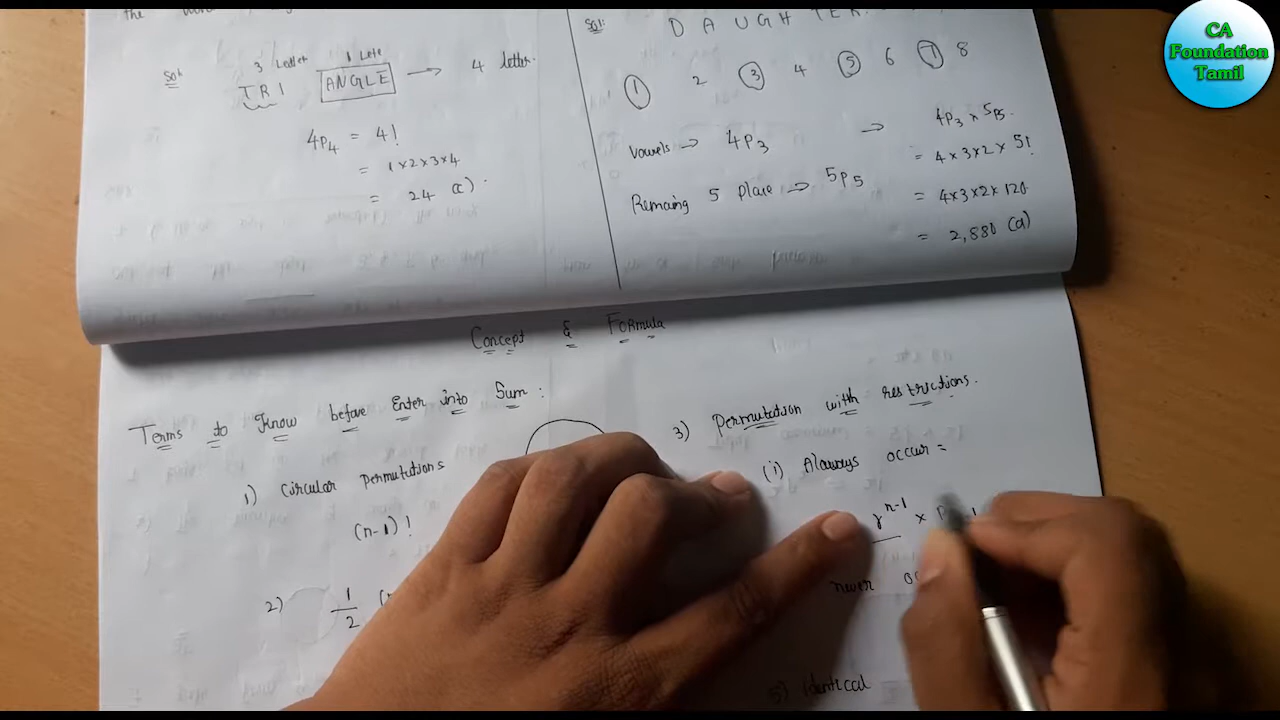 the
Sol
3 Letter
1 Lete
TRI
ANGLE → 4 letter.
4P4 = 4!
= 1×2×3×4
= 24 (c).
Sol:
D A U G H T E R
1 2 3 4 5 6 7 8
Vowels → 4P3
Remaing 5 place → 5P5
→ 4P3 × 5P5.
= 4×3×2×5!
= 4×3×2×120
= 2,880 (a)
Concept & Formula
Terms to Know before Enter into Sum :
1) Circular permutations
(n-1)!
2) 1/2
3) Permutation with restrictions.
(i) Always occur =
r n-1 ×
never
5) identical
CA
Foundation
Tamil